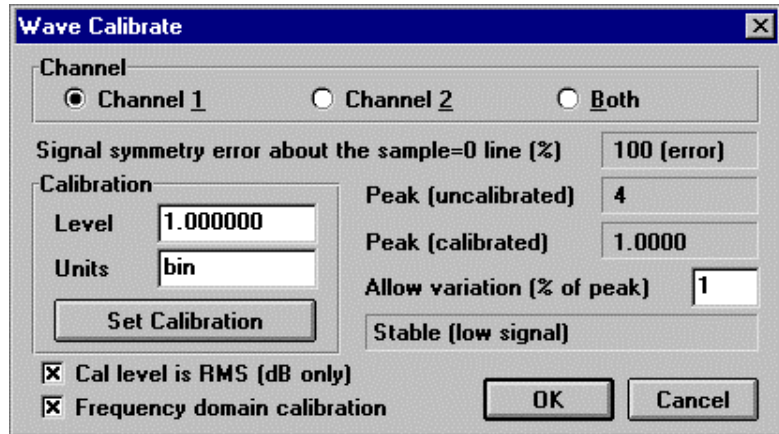 Wave Calibrate
Channel
Channel 1 Channel 2 Both
Signal symmetry error about the sample=0 line (%) 100 (error)
Calibration
Level 1.000000
Units bin
Set Calibration
Peak (uncalibrated) 4
Peak (calibrated) 1.0000
Allow variation (% of peak) 1
Stable (low signal)
Cal level is RMS (dB only)
Frequency domain calibration
OK Cancel